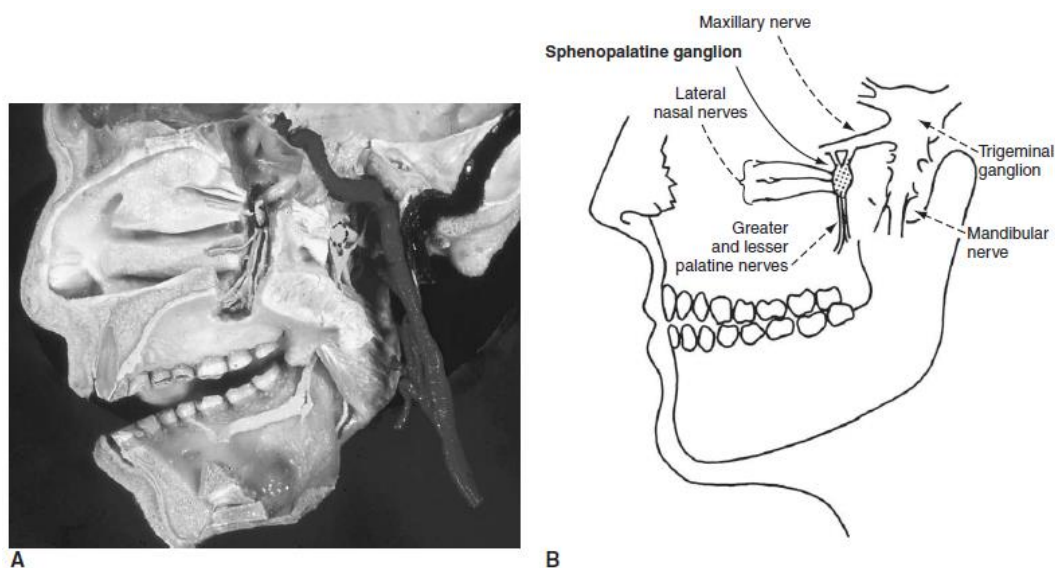 Maxillary nerve
Sphenopalatine ganglion
Lateral
nasal nerves
Trigeminal
ganglion
Greater
and lesser
palatine nerves
Mandibular
nerve
A
B